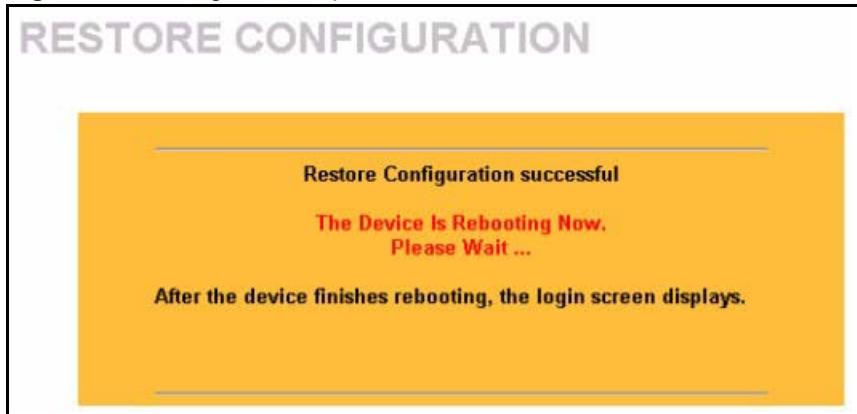 RESTORE CONFIGURATION
Restore Configuration successful
The Device Is Rebooting Now.
Please Wait ...
After the device finishes rebooting, the login screen displays.